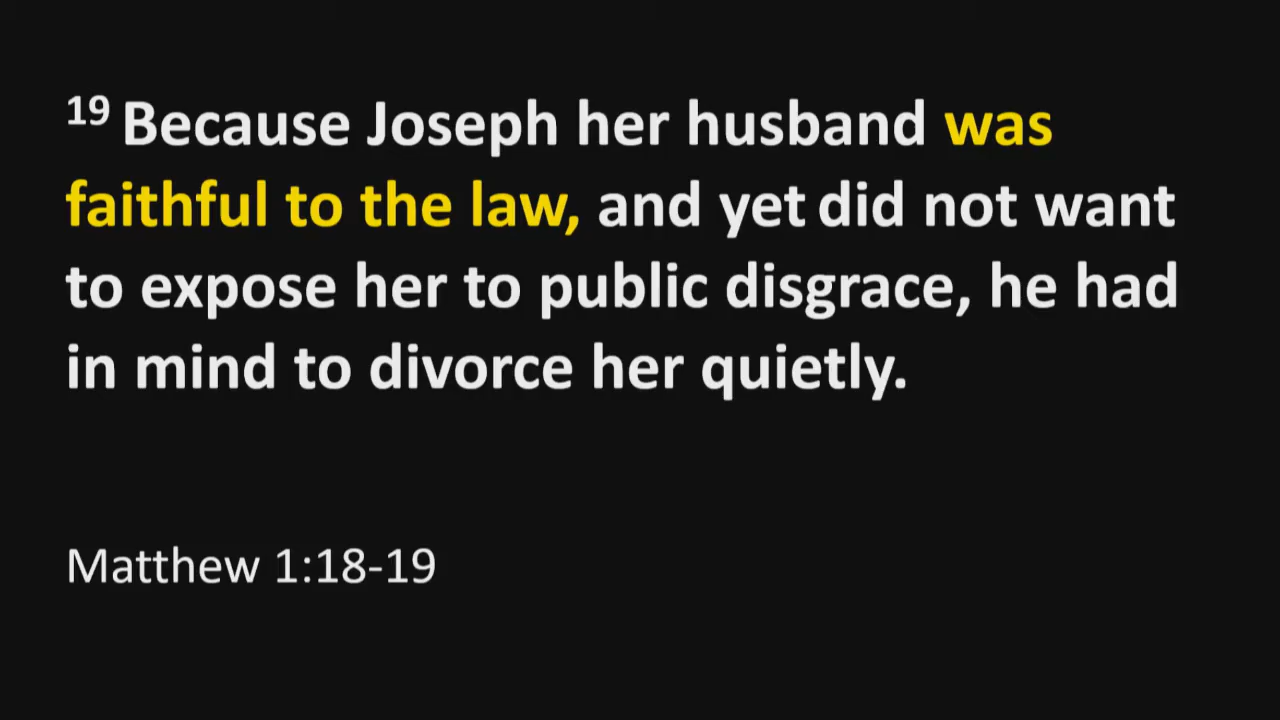 19 Because Joseph her husband was
faithful to the law, and yet did not want
to expose her to public disgrace, he had
in mind to divorce her quietly.
Matthew 1:18-19